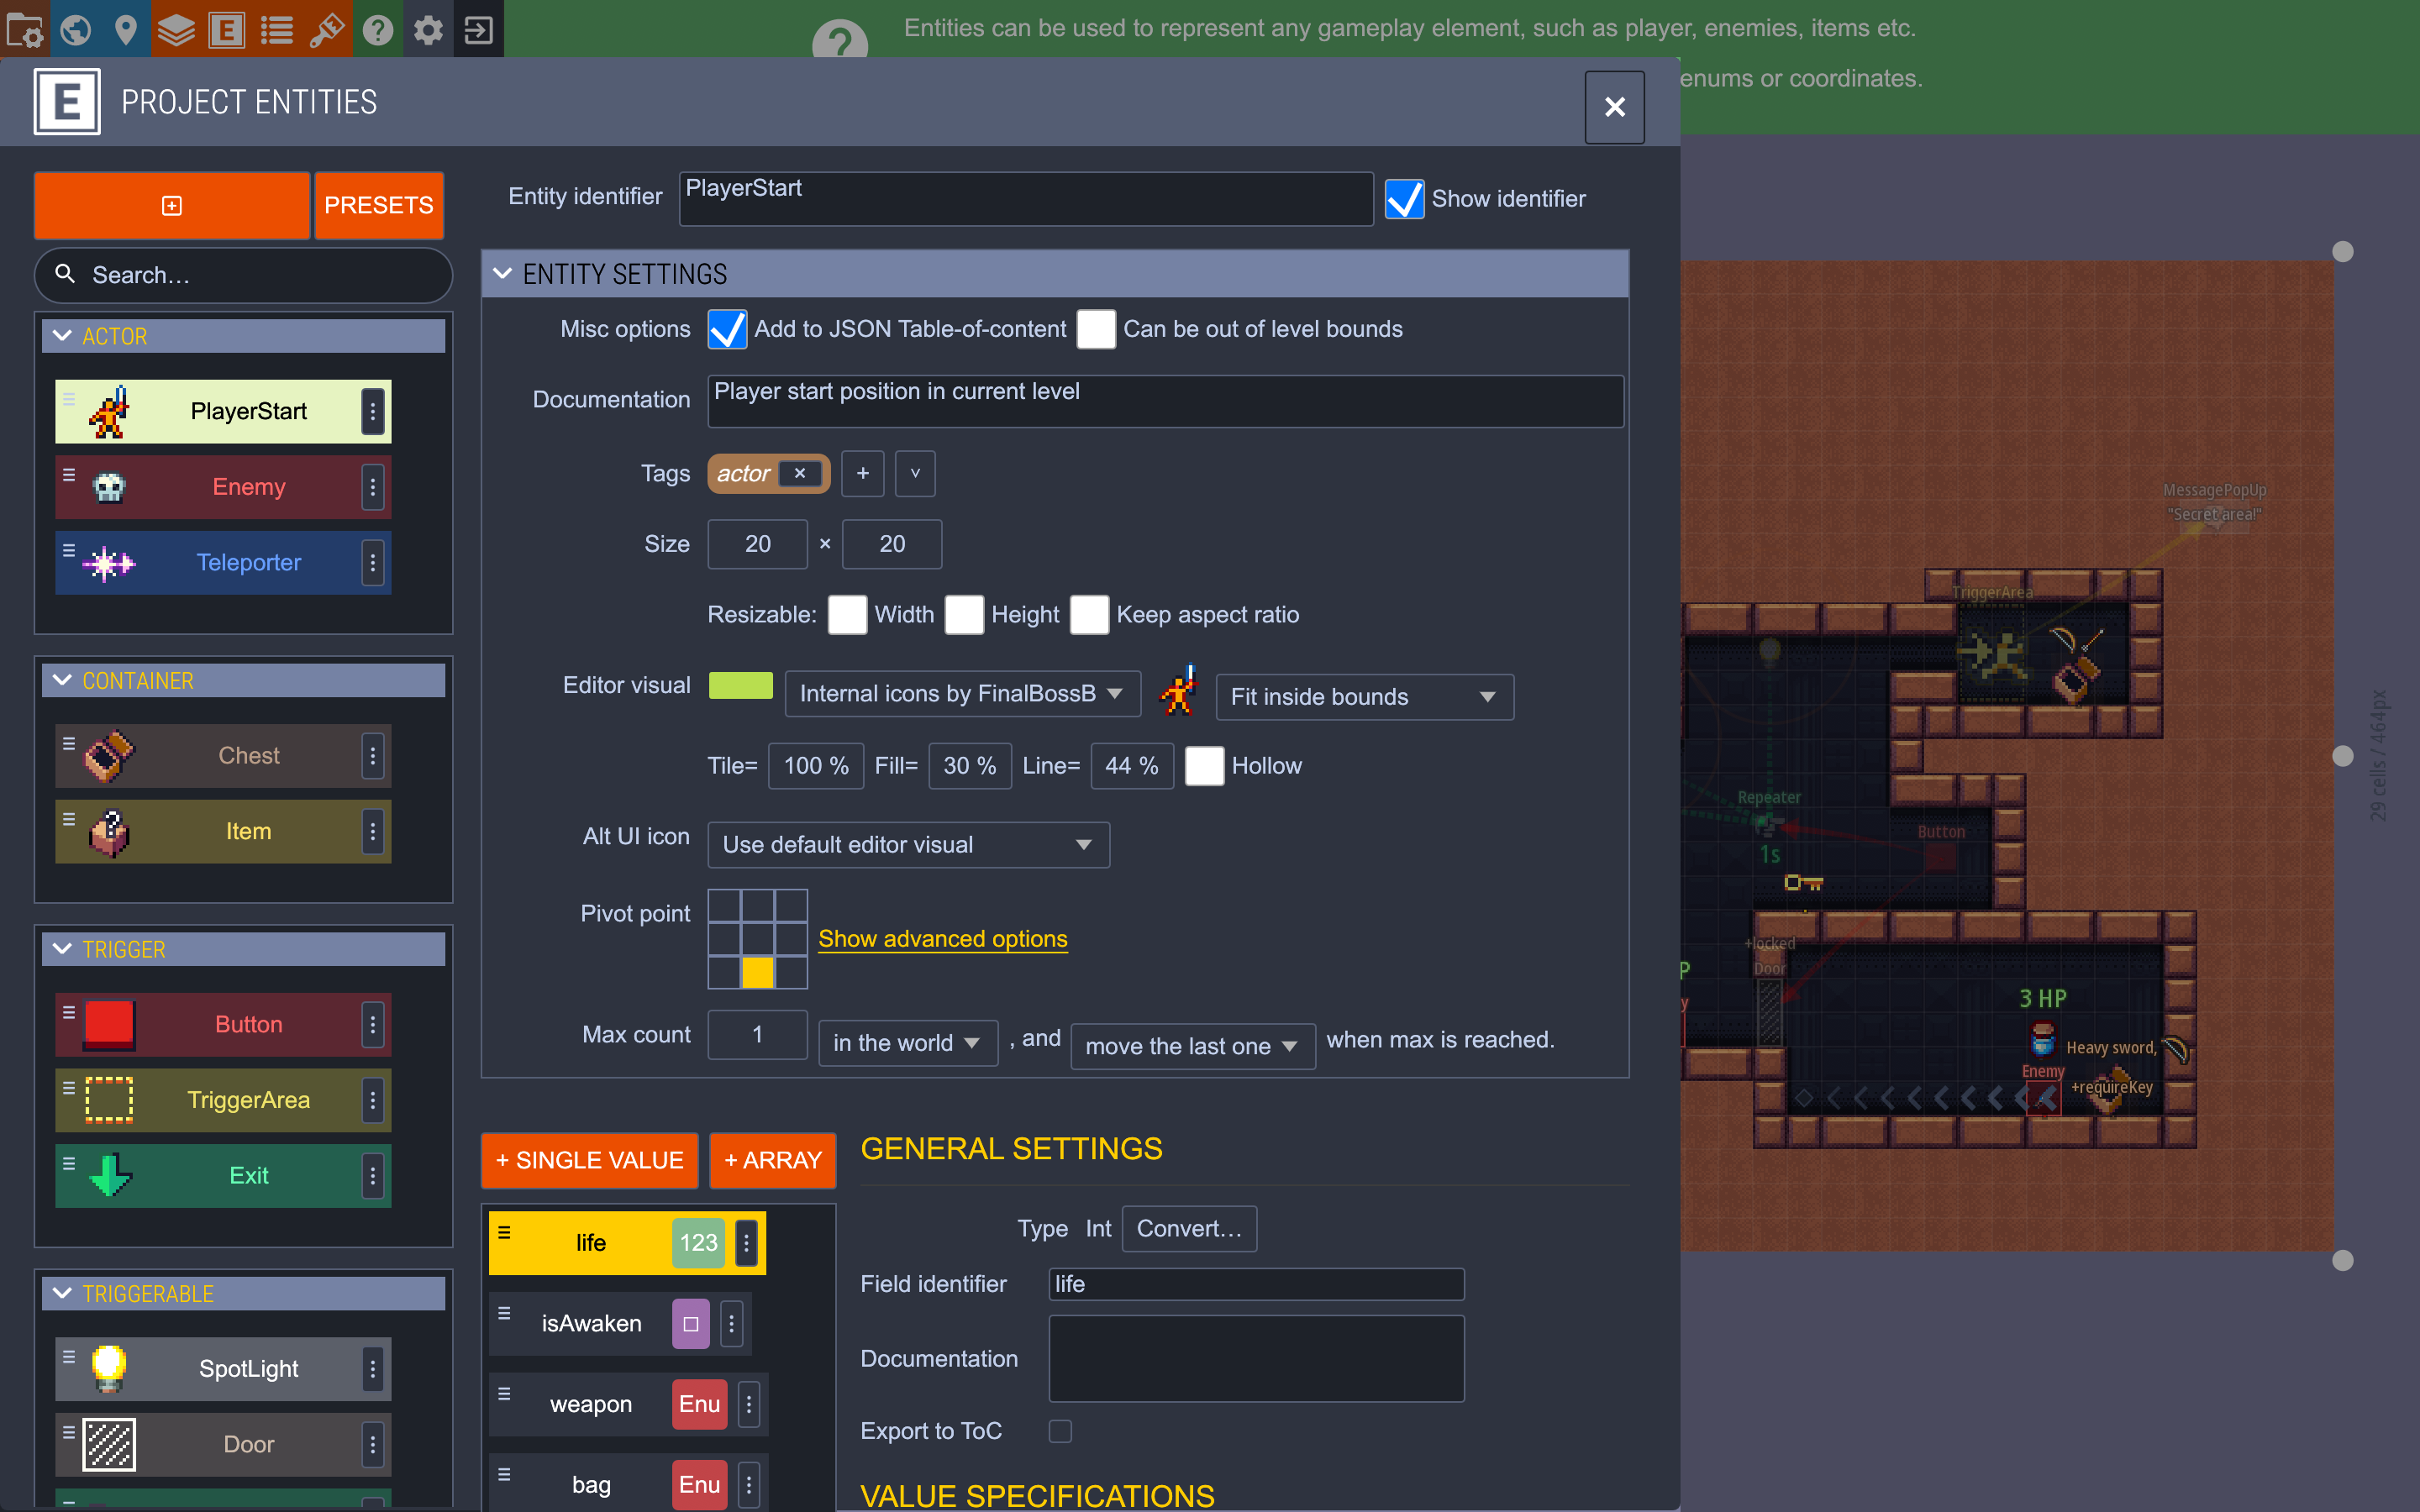 Entities can be used to represent any gameplay element, such as player, enemies, items etc.
enums or coordinates.
E PROJECT ENTITIES
PRESETS
Search...
ACTOR
PlayerStart
Enemy
Teleporter
CONTAINER
Chest
Item
TRIGGER
Button
TriggerArea
Exit
TRIGGERABLE
SpotLight
Door
Entity identifier PlayerStart Show identifier
ENTITY SETTINGS
Misc options Add to JSON Table-of-content Can be out of level bounds
Documentation Player start position in current level
Tags actor × + v
Size 20 × 20
Resizable: Width Height Keep aspect ratio
Editor visual Internal icons by FinalBossB Fit inside bounds
Tile= 100 % Fill= 30 % Line= 44 % Hollow
Alt UI icon Use default editor visual
Pivot point Show advanced options
Max count 1 in the world , and move the last one when max is reached.
+ SINGLE VALUE + ARRAY
life 123
isAwaken
weapon Enu
bag Enu
GENERAL SETTINGS
Type Int Convert...
Field identifier life
Documentation
Export to ToC
VALUE SPECIFICATIONS
MessagePopUp
"Secret area!"
TriggerArea
Repeater
1s
Button
+locked
Door
3 HP
Heavy sword,
Enemy
+requireKey
29 cells / 464px